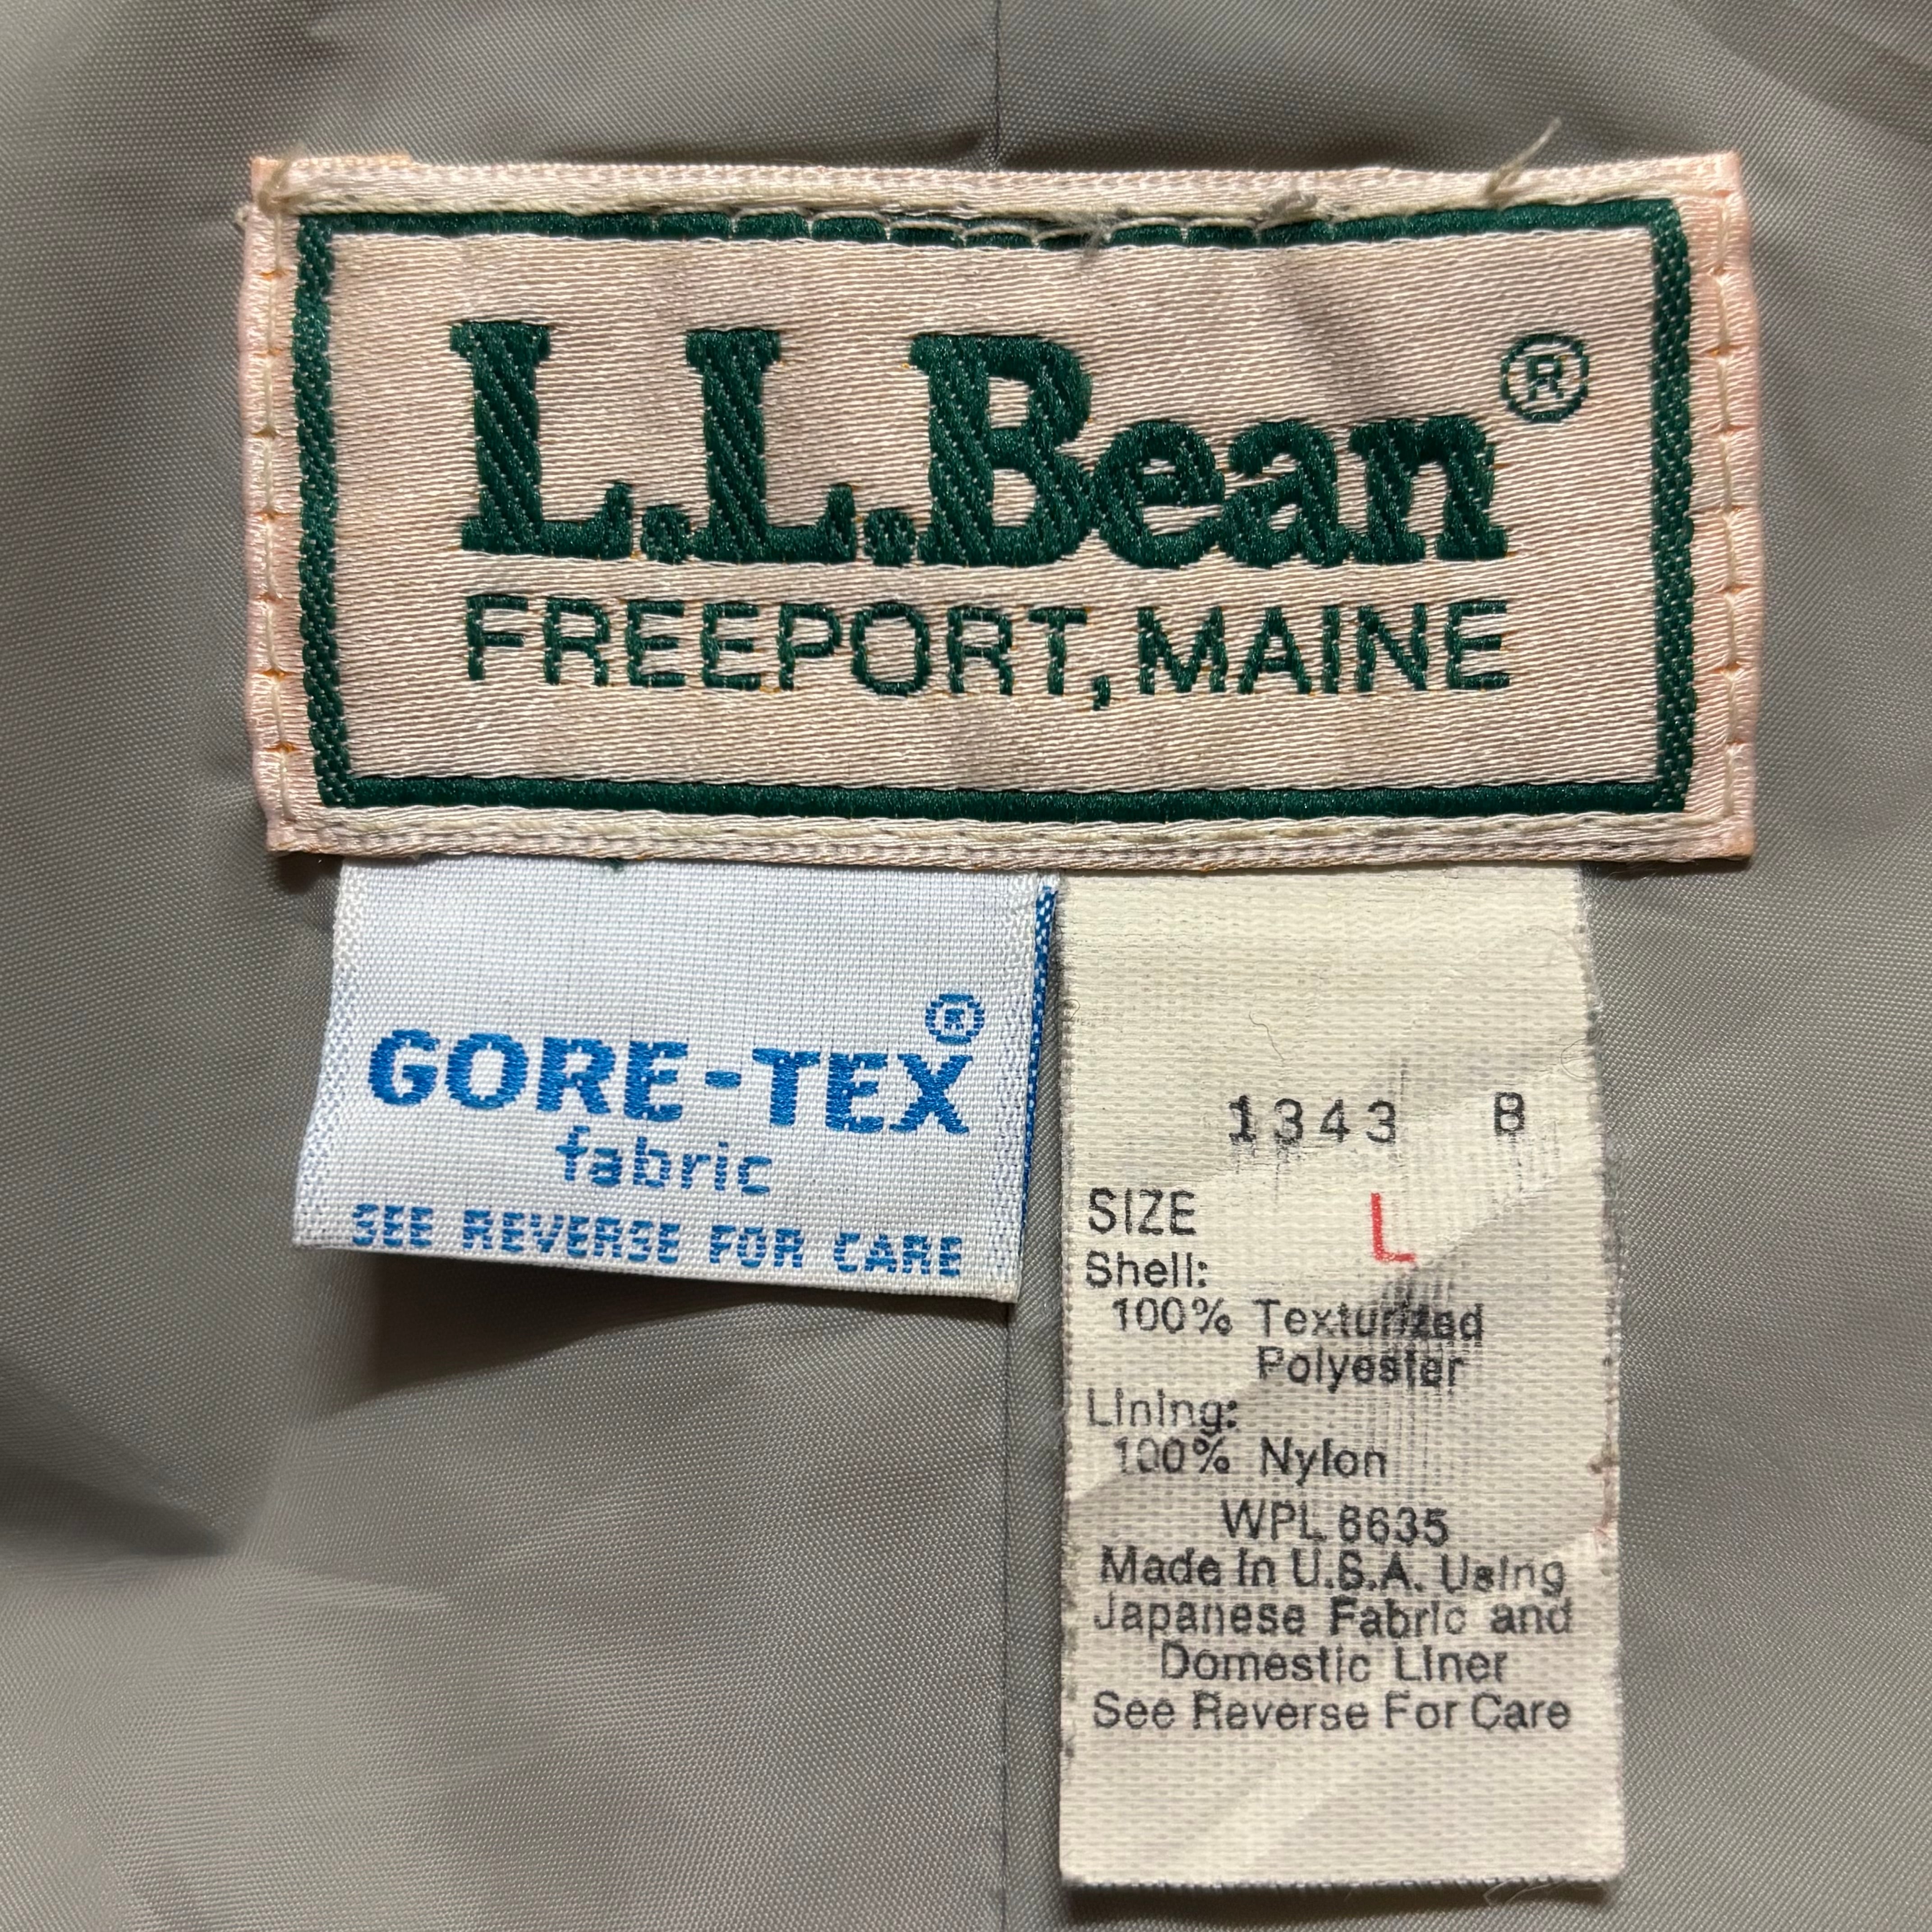 L.L.Bean®
FREEPORT, MAINE
GORE-TEX®
fabric
SEE REVERSE FOR CARE
1343 B
SIZE L
Shell:
100% Texturized
Polyester
Lining:
100% Nylon
WPL 6635
Made In U.S.A. Using
Japanese Fabric and
Domestic Liner
See Reverse For Care